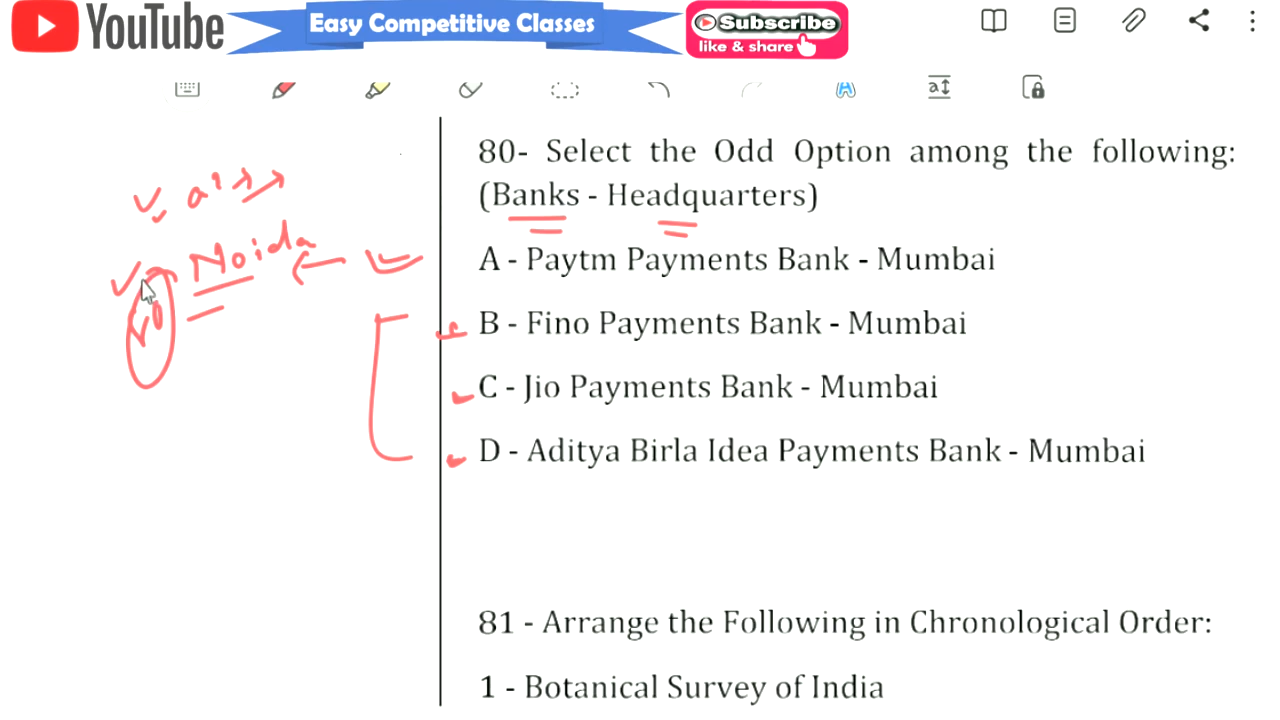 YouTube
Easy Competitive Classes
Subscribe
like & share
80- Select the Odd Option among the following:
(Banks - Headquarters)
Noida
A - Paytm Payments Bank - Mumbai
B - Fino Payments Bank - Mumbai
C - Jio Payments Bank - Mumbai
D - Aditya Birla Idea Payments Bank - Mumbai
81 - Arrange the Following in Chronological Order:
1 - Botanical Survey of India